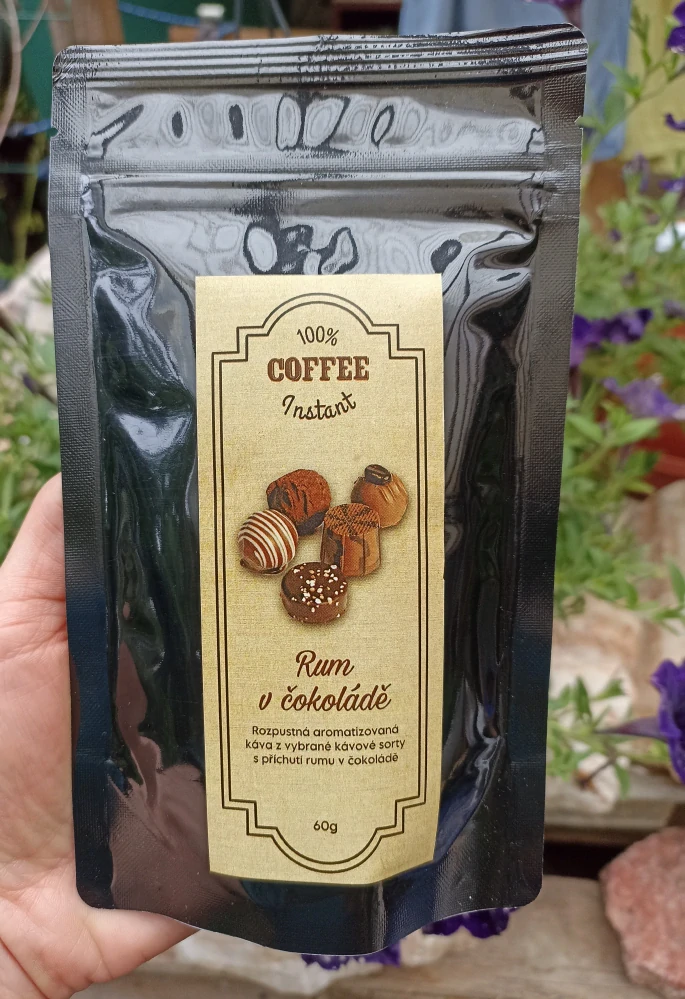 100%
COFFEE
Instant
Rum
v čokoládě
Rozpustná aromatizovaná
káva z vybrané kávové sorty
s příchutí rumu v čokoládě
60g